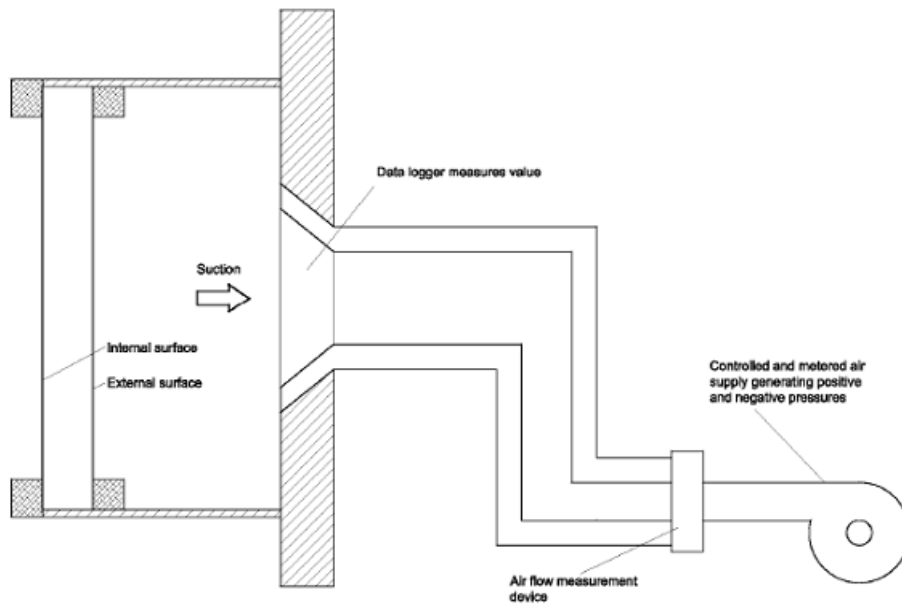 Data logger measures value
Suction
Internal surface
External surface
Controlled and metered air
supply generating positive
and negative pressures
Air flow measurement
device